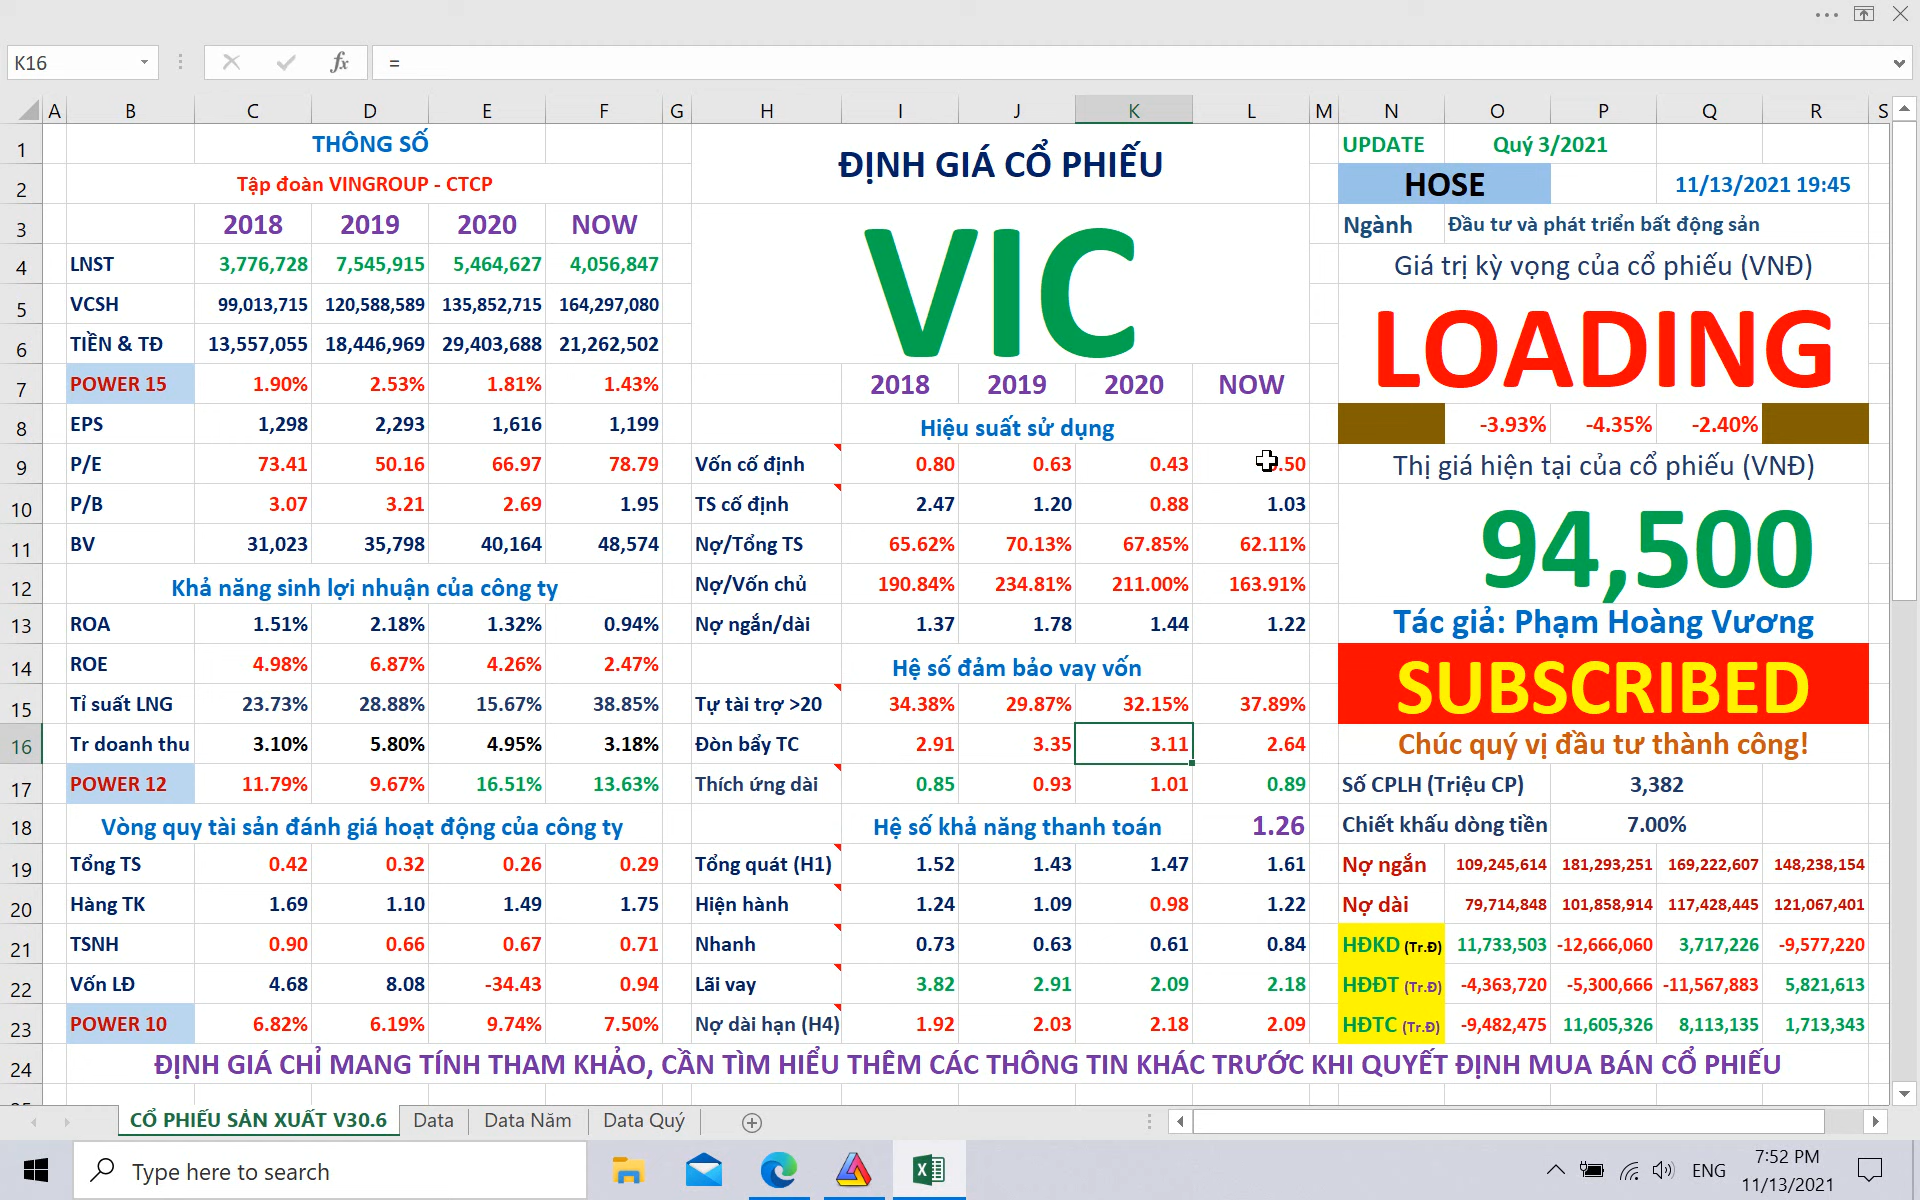 K16 fx =
A B C D E F G H I J K L M N O P Q R S
1 THÔNG SỐ ĐỊNH GIÁ CỔ PHIẾU UPDATE Quý 3/2021
2 Tập đoàn VINGROUP - CTCP HOSE 11/13/2021 19:45
3 2018 2019 2020 NOW VIC Ngành Đầu tư và phát triển bất động sản
4 LNST 3,776,728 7,545,915 5,464,627 4,056,847 Giá trị kỳ vọng của cổ phiếu (VNĐ)
5 VCSH 99,013,715 120,588,589 135,852,715 164,297,080 LOADING
6 TIỀN & TĐ 13,557,055 18,446,969 29,403,688 21,262,502
7 POWER 15 1.90% 2.53% 1.81% 1.43% 2018 2019 2020 NOW
8 EPS 1,298 2,293 1,616 1,199 Hiệu suất sử dụng -3.93% -4.35% -2.40%
9 P/E 73.41 50.16 66.97 78.79 Vốn cố định 0.80 0.63 0.43 .50 Thị giá hiện tại của cổ phiếu (VNĐ)
10 P/B 3.07 3.21 2.69 1.95 TS cố định 2.47 1.20 0.88 1.03 94,500
11 BV 31,023 35,798 40,164 48,574 Nợ/Tổng TS 65.62% 70.13% 67.85% 62.11%
12 Khả năng sinh lợi nhuận của công ty Nợ/Vốn chủ 190.84% 234.81% 211.00% 163.91%
13 ROA 1.51% 2.18% 1.32% 0.94% Nợ ngắn/dài 1.37 1.78 1.44 1.22 Tác giả: Phạm Hoàng Vương
14 ROE 4.98% 6.87% 4.26% 2.47% Hệ số đảm bảo vay vốn SUBSCRIBED
15 Tỉ suất LNG 23.73% 28.88% 15.67% 38.85% Tự tài trợ >20 34.38% 29.87% 32.15% 37.89%
16 Tr doanh thu 3.10% 5.80% 4.95% 3.18% Đòn bẩy TC 2.91 3.35 3.11 2.64 Chúc quý vị đầu tư thành công!
17 POWER 12 11.79% 9.67% 16.51% 13.63% Thích ứng dài 0.85 0.93 1.01 0.89 Số CPLH (Triệu CP) 3,382
18 Vòng quy tài sản đánh giá hoạt động của công ty Hệ số khả năng thanh toán 1.26 Chiết khấu dòng tiền 7.00%
19 Tổng TS 0.42 0.32 0.26 0.29 Tổng quát (H1) 1.52 1.43 1.47 1.61 Nợ ngắn 109,245,614 181,293,251 169,222,607 148,238,154
20 Hàng TK 1.69 1.10 1.49 1.75 Hiện hành 1.24 1.09 0.98 1.22 Nợ dài 79,714,848 101,858,914 117,428,445 121,067,401
21 TSNH 0.90 0.66 0.67 0.71 Nhanh 0.73 0.63 0.61 0.84 HĐKD (Tr.Đ) 11,733,503 -12,666,060 3,717,226 -9,577,220
22 Vốn LĐ 4.68 8.08 -34.43 0.94 Lãi vay 3.82 2.91 2.09 2.18 HĐĐT (Tr.Đ) -4,363,720 -5,300,666 -11,567,883 5,821,613
23 POWER 10 6.82% 6.19% 9.74% 7.50% Nợ dài hạn (H4) 1.92 2.03 2.18 2.09 HĐTC (Tr.Đ) -9,482,475 11,605,326 8,113,135 1,713,343
24 ĐỊNH GIÁ CHỈ MANG TÍNH THAM KHẢO, CẦN TÌM HIỂU THÊM CÁC THÔNG TIN KHÁC TRƯỚC KHI QUYẾT ĐỊNH MUA BÁN CỔ PHIẾU
CỔ PHIẾU SẢN XUẤT V30.6 Data Data Năm Data Quý
Type here to search ENG 7:52 PM
11/13/2021